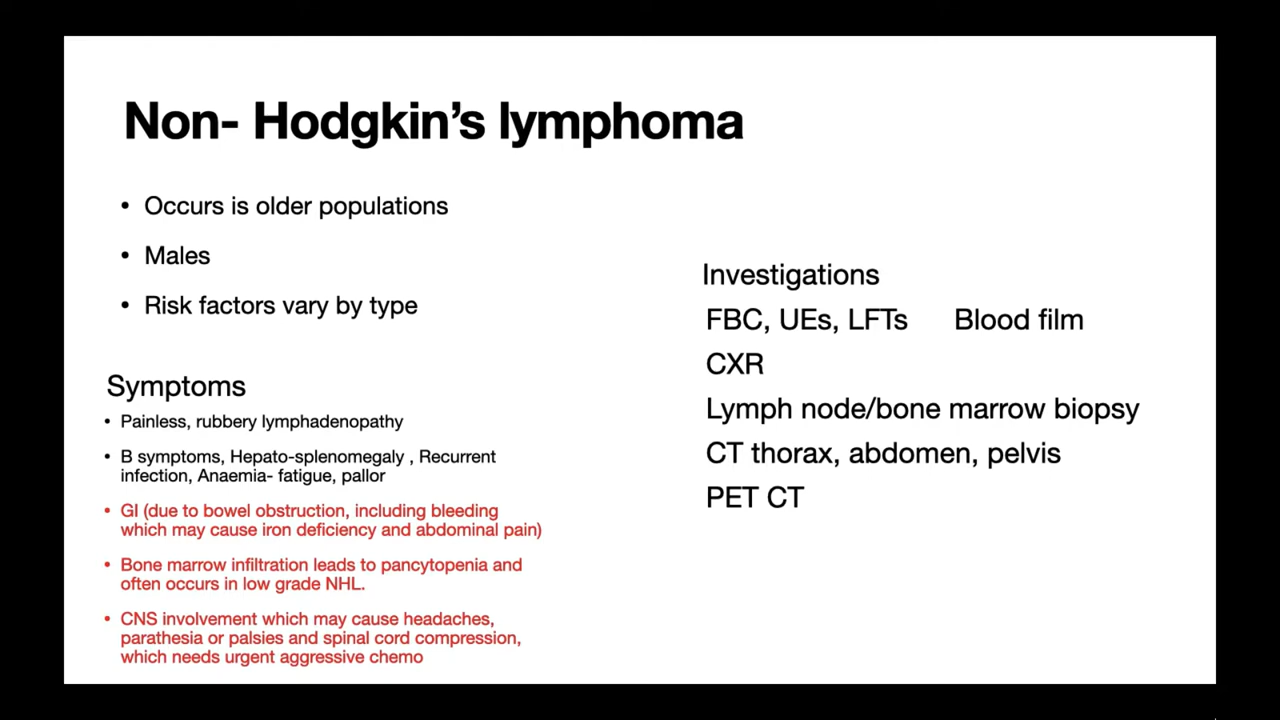 Non- Hodgkin’s lymphoma
• Occurs is older populations
• Males
• Risk factors vary by type
Symptoms
• Painless, rubbery lymphadenopathy
• B symptoms, Hepato-splenomegaly , Recurrent
infection, Anaemia- fatigue, pallor
• GI (due to bowel obstruction, including bleeding
which may cause iron deficiency and abdominal pain)
• Bone marrow infiltration leads to pancytopenia and
often occurs in low grade NHL.
• CNS involvement which may cause headaches,
parathesia or palsies and spinal cord compression,
which needs urgent aggressive chemo
Investigations
FBC, UEs, LFTs Blood film
CXR
Lymph node/bone marrow biopsy
CT thorax, abdomen, pelvis
PET CT